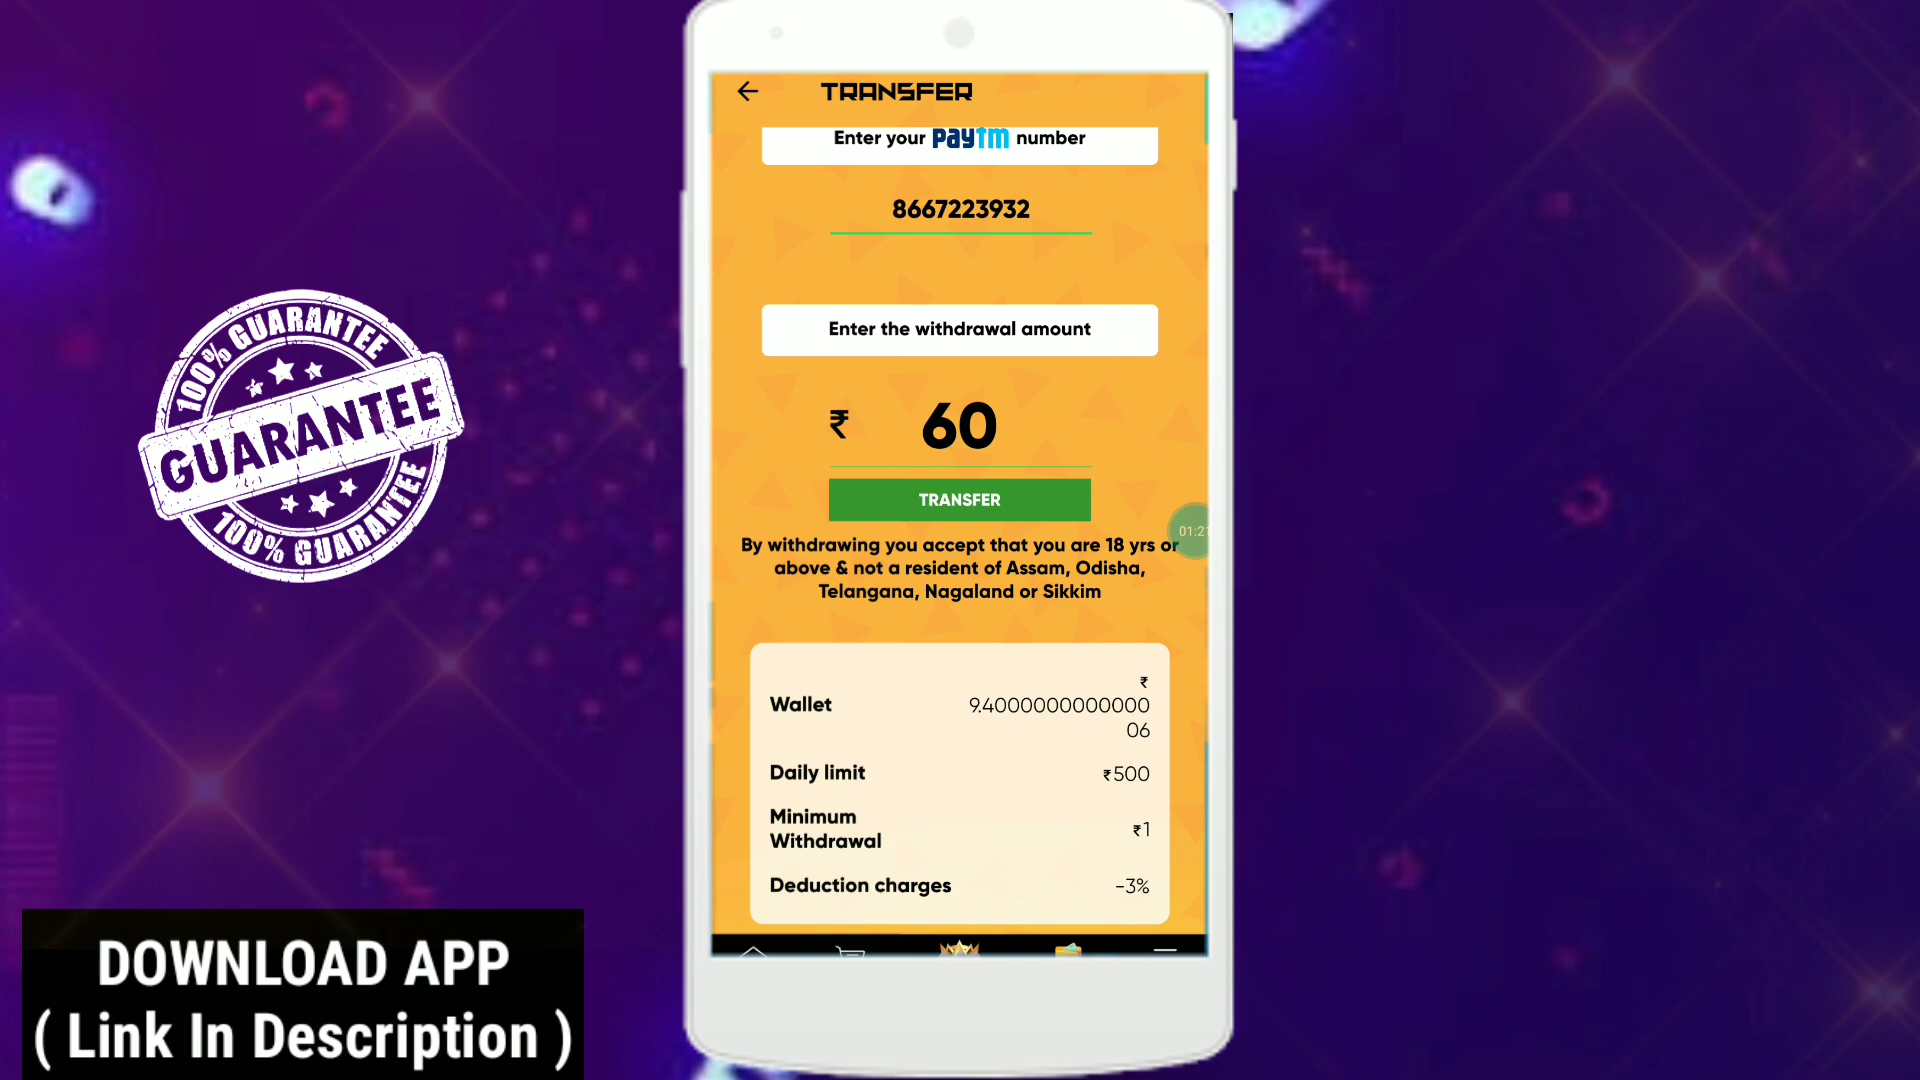 TRANSFER
Enter your paytm number
8667223932
Enter the withdrawal amount
₹ 60
TRANSFER
01:21
By withdrawing you accept that you are 18 yrs or
above & not a resident of Assam, Odisha,
Telangana, Nagaland or Sikkim
Wallet ₹
9.4000000000000
06
Daily limit ₹500
Minimum
Withdrawal ₹1
Deduction charges -3%
100% GUARANTEE
GUARANTEE
100% GUARANTEE
DOWNLOAD APP
( Link In Description )